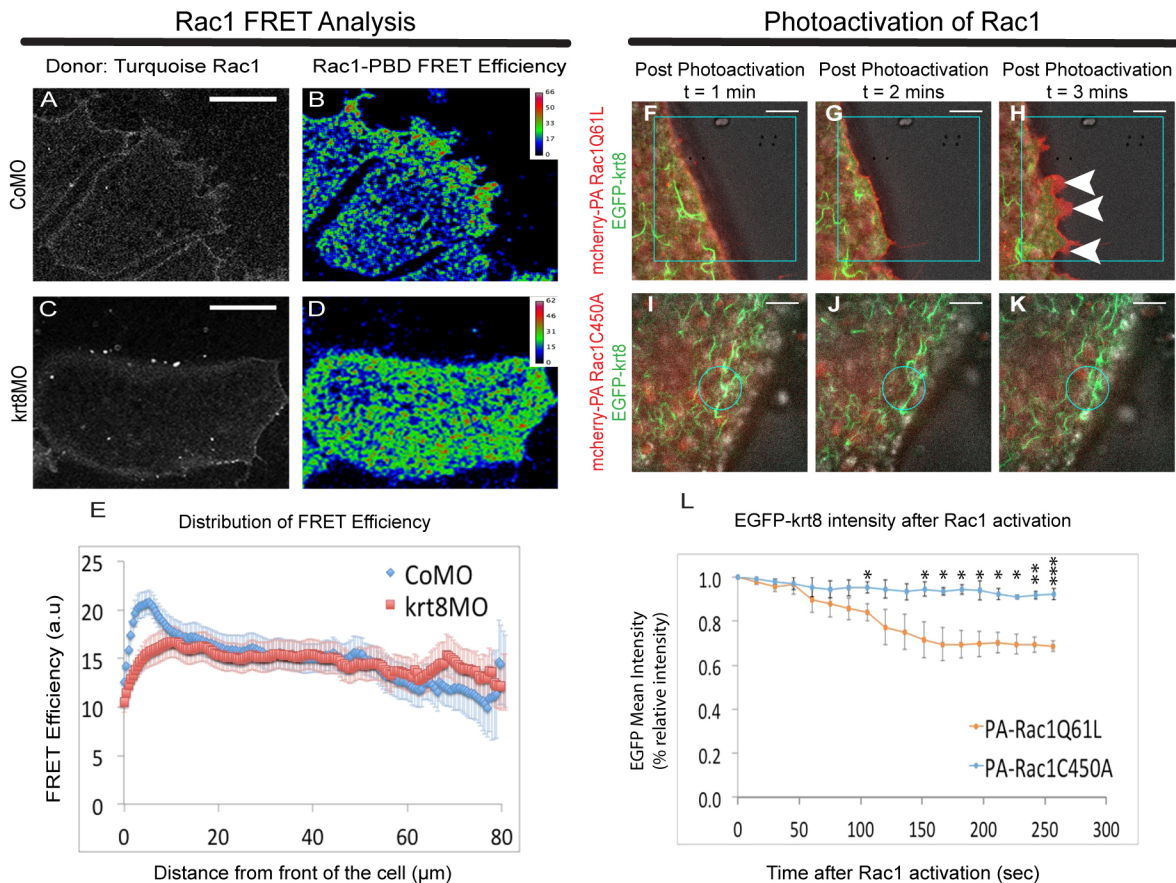 Rac1 FRET Analysis
Donor: Turquoise Rac1
Rac1-PBD FRET Efficiency
CoMO
A
B
66
55
44
33
17
0
krt8MO
C
D
62
46
31
15
0
E
Distribution of FRET Efficiency
FRET Efficiency (a.u)
25
20
15
10
5
0
CoMO
krt8MO
0
20
40
60
80
Distance from front of the cell (µm)
Photoactivation of Rac1
Post Photoactivation
t = 1 min
Post Photoactivation
t = 2 mins
Post Photoactivation
t = 3 mins
mcherry-PA Rac1Q61L
EGFP-krt8
F
G
H
mcherry-PA Rac1C450A
EGFP-krt8
I
J
K
L
EGFP-krt8 intensity after Rac1 activation
EGFP Mean Intensity
(% relative intensity)
1.0
0.8
0.6
0.4
0.2
0.0
* * * * * * * ** ***
PA-Rac1Q61L
PA-Rac1C450A
0
50
100
150
200
250
300
Time after Rac1 activation (sec)